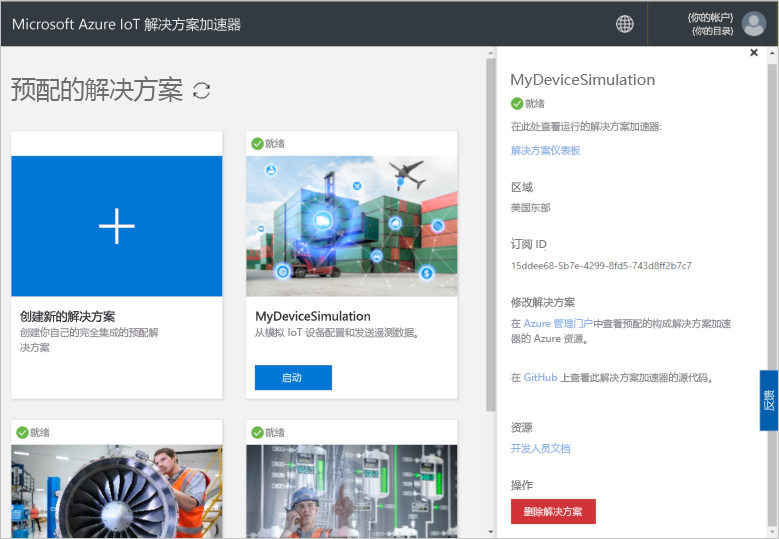 Microsoft Azure IoT 解决方案加速器
{你的帐户}
{你的目录}
预配的解决方案
创建新的解决方案
创建你自己的完全集成的预配解
决方案
就绪
MyDeviceSimulation
从模拟 IoT 设备配置和发送遥测数据。
启动
就绪
就绪
MyDeviceSimulation
就绪
在此处查看运行的解决方案加速器:
解决方案仪表板
区域
美国东部
订阅 ID
15ddee68-5b7e-4299-8fd5-743d8ff2b7c7
修改解决方案
在 Azure 管理门户中查看预配的构成解决方案加速
器的 Azure 资源。
在 GitHub 上查看此解决方案加速器的源代码。
资源
开发人员文档
操作
删除解决方案
反馈